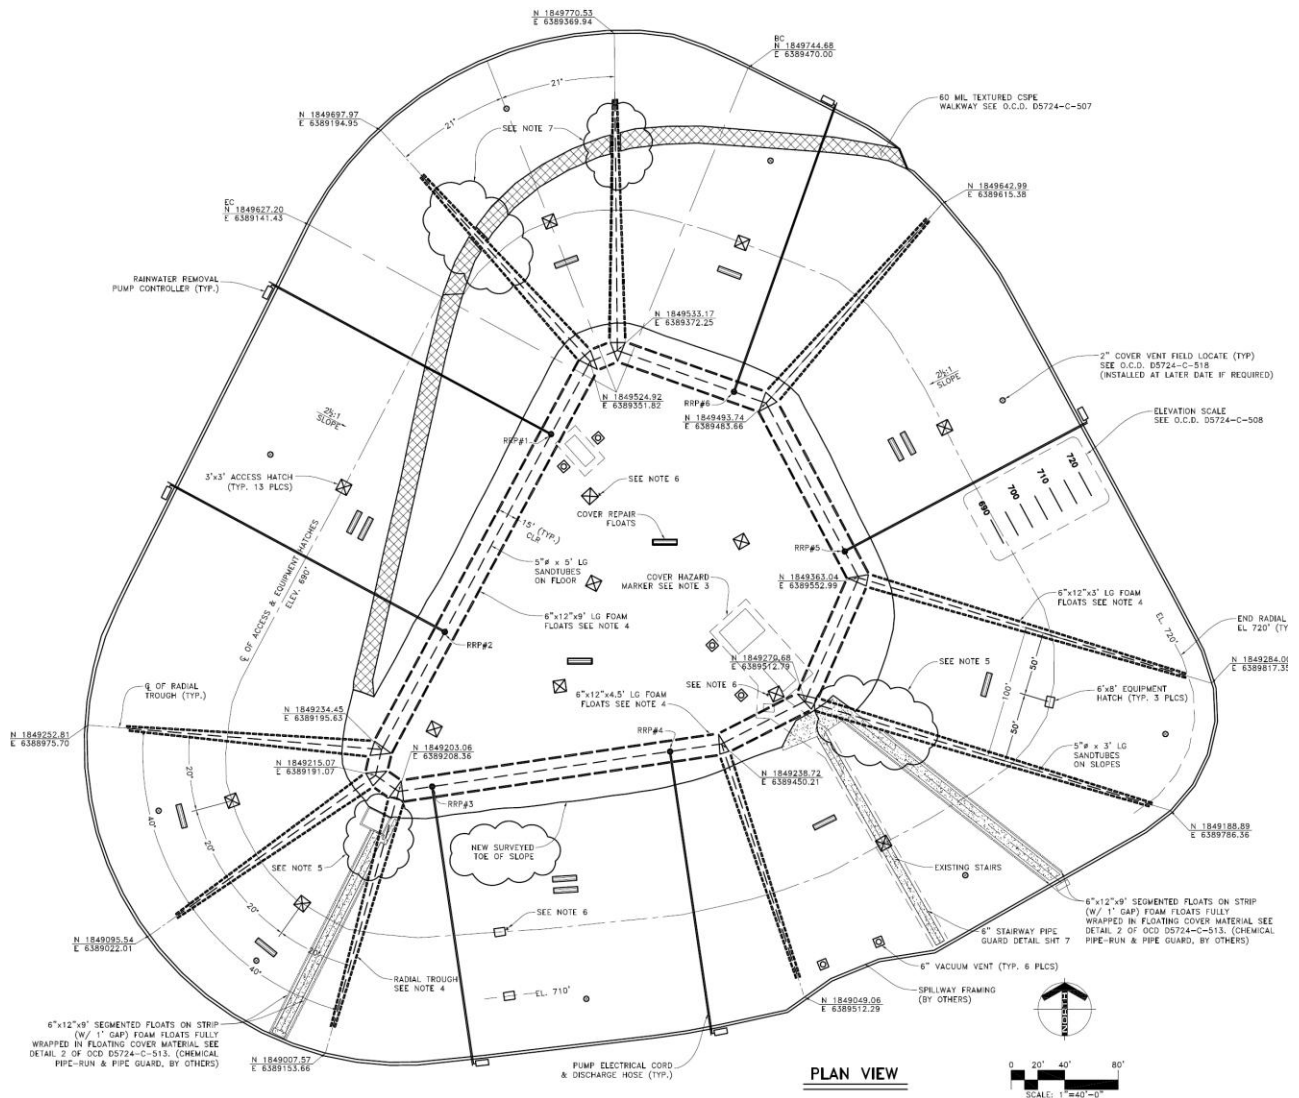 N 1849770.53
E 6389369.94
BC
N 1849744.68
E 6389470.00
60 MIL TEXTURED CSPE
WALKWAY SEE O.C.D. D5724-C-507
21'
21'
N 1849697.97
E 6389194.95
SEE NOTE 7
N 1849642.99
E 6389615.38
EC
N 1849627.20
E 6389141.43
RAINWATER REMOVAL
PUMP CONTROLLER (TYP.)
N 1849533.17
E 6389372.25
2" COVER VENT FIELD LOCATE (TYP)
SEE O.C.D. D5724-C-518
(INSTALLED AT LATER DATE IF REQUIRED)
2½:1
SLOPE
N 1849524.92
E 6389351.82
RRP#6
N 1849493.74
E 6389483.66
ELEVATION SCALE
SEE O.C.D. D5724-C-508
2½:1
SLOPE
RRP#1
690
700
710
720
3'x3' ACCESS HATCH
(TYP. 13 PLCS)
SEE NOTE 6
COVER REPAIR
FLOATS
15' (TYP.)
CLR
RRP#5
5"ø x 5' LG
SANDTUBES
ON FLOOR
COVER HAZARD
MARKER SEE NOTE 3
N 1849363.04
E 6389552.99
6"x12"x3' LG FOAM
FLOATS SEE NOTE 4
℄ OF ACCESS & EQUIPMENT HATCHES
ELEV. 690'
6"x12"x9' LG FOAM
FLOATS SEE NOTE 4
RRP#2
EL 720'
END RADIAL
EL 720' (TY
N 1849270.68
E 6389512.79
SEE NOTE 5
N 1849284.00
E 6389817.35
℄ OF RADIAL
TROUGH (TYP.)
6"x12"x4.5' LG FOAM
FLOATS SEE NOTE 4
SEE NOTE 6
100'
50'
50'
6'x8' EQUIPMENT
HATCH (TYP. 3 PLCS)
N 1849234.45
E 6389195.63
N 1849252.81
E 6388975.70
RRP#4
N 1849203.06
E 6389208.36
N 1849215.07
E 6389191.07
5"ø x 3' LG
SANDTUBES
ON SLOPES
N 1849238.72
E 6389450.21
20'
40'
20'
RRP#3
N 1849188.89
E 6389786.36
NEW SURVEYED
TOE OF SLOPE
SEE NOTE 5
EXISTING STAIRS
20'
20'
40'
SEE NOTE 6
6"x12"x9' SEGMENTED FLOATS ON STRIP
(W/ 1' GAP) FOAM FLOATS FULLY
WRAPPED IN FLOATING COVER MATERIAL SEE
DETAIL 2 OF OCD D5724-C-513. (CHEMICAL
PIPE-RUN & PIPE GUARD, BY OTHERS)
6" STAIRWAY PIPE
GUARD DETAIL SHT 7
N 1849095.54
E 6389022.01
6" VACUUM VENT (TYP. 6 PLCS)
RADIAL TROUGH
SEE NOTE 4
EL. 710'
SPILLWAY FRAMING
(BY OTHERS)
N 1849049.06
E 6389512.29
6"x12"x9' SEGMENTED FLOATS ON STRIP
(W/ 1' GAP) FOAM FLOATS FULLY
WRAPPED IN FLOATING COVER MATERIAL SEE
DETAIL 2 OF OCD D5724-C-513. (CHEMICAL
PIPE-RUN & PIPE GUARD, BY OTHERS)
N 1849007.57
E 6389153.66
PUMP ELECTRICAL CORD
& DISCHARGE HOSE (TYP.)
NORTH
PLAN VIEW
0 20' 40' 80'
SCALE: 1"=40'-0"